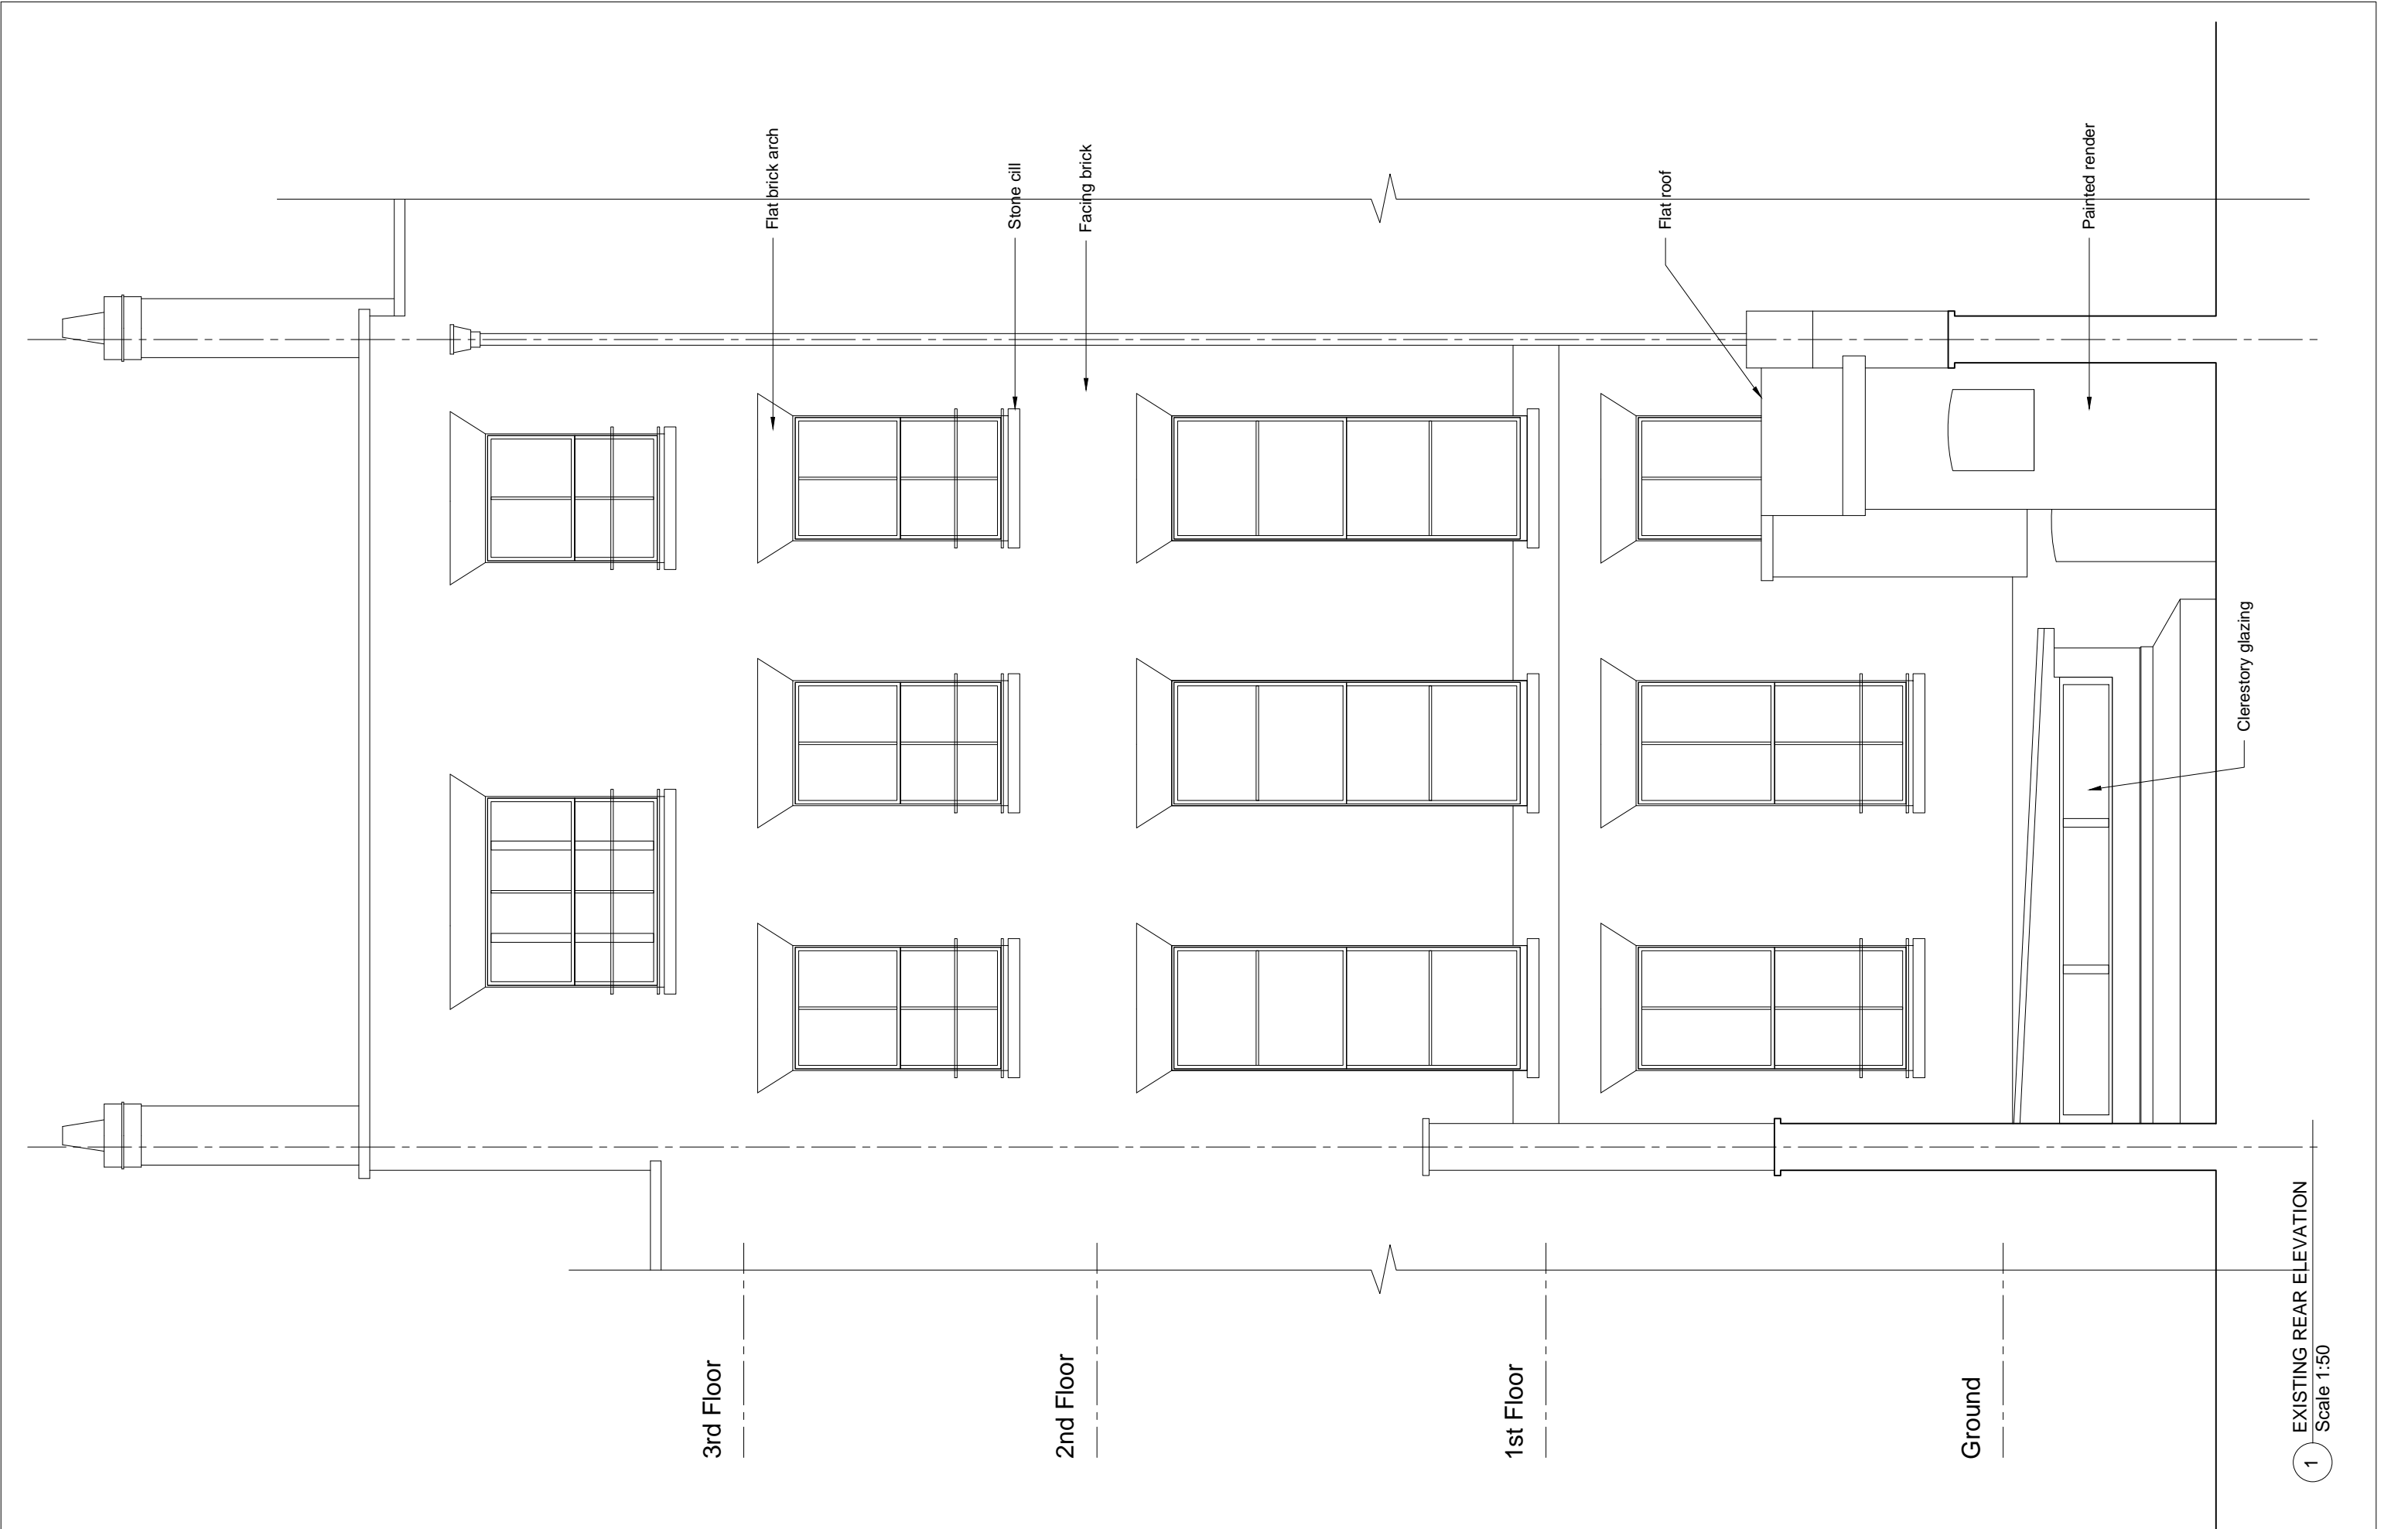 Flat brick arch
Stone cill
Facing brick
Flat roof
Painted render
Clerestory glazing
3rd Floor
2nd Floor
1st Floor
Ground
1
EXISTING REAR ELEVATION
Scale 1:50